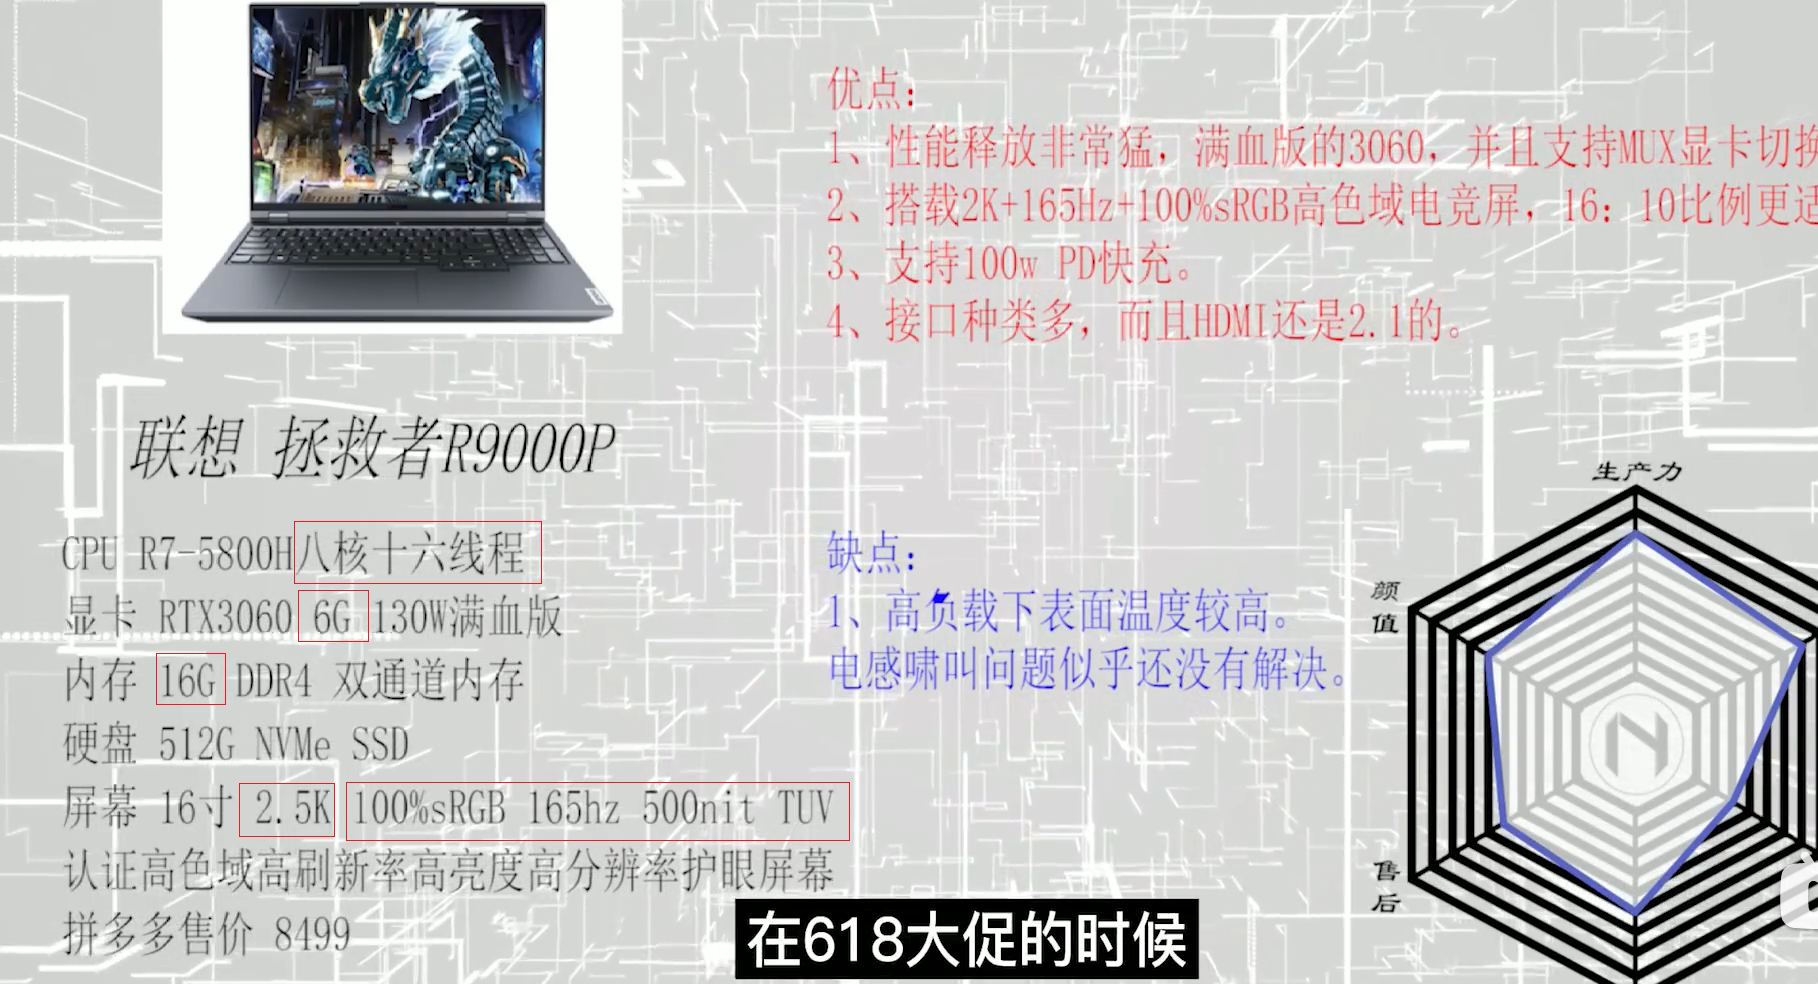 优点：
1、性能释放非常猛，满血版的3060，并且支持MUX显卡切换
2、搭载2K+165Hz+100%sRGB高色域电竞屏，16：10比例更适
3、支持100w PD快充。
4、接口种类多，而且HDMI还是2.1的。
联想 拯救者R9000P
CPU R7-5800H八核十六线程
显卡 RTX3060 6G 130W满血版
内存 16G DDR4 双通道内存
硬盘 512G NVMe SSD
屏幕 16寸 2.5K 100%sRGB 165hz 500nit TUV
认证高色域高刷新率高亮度高分辨率护眼屏幕
拼多多售价 8499
缺点：
1、高负载下表面温度较高。
电感啸叫问题似乎还没有解决。
生产力
颜值
售后
在618大促的时候